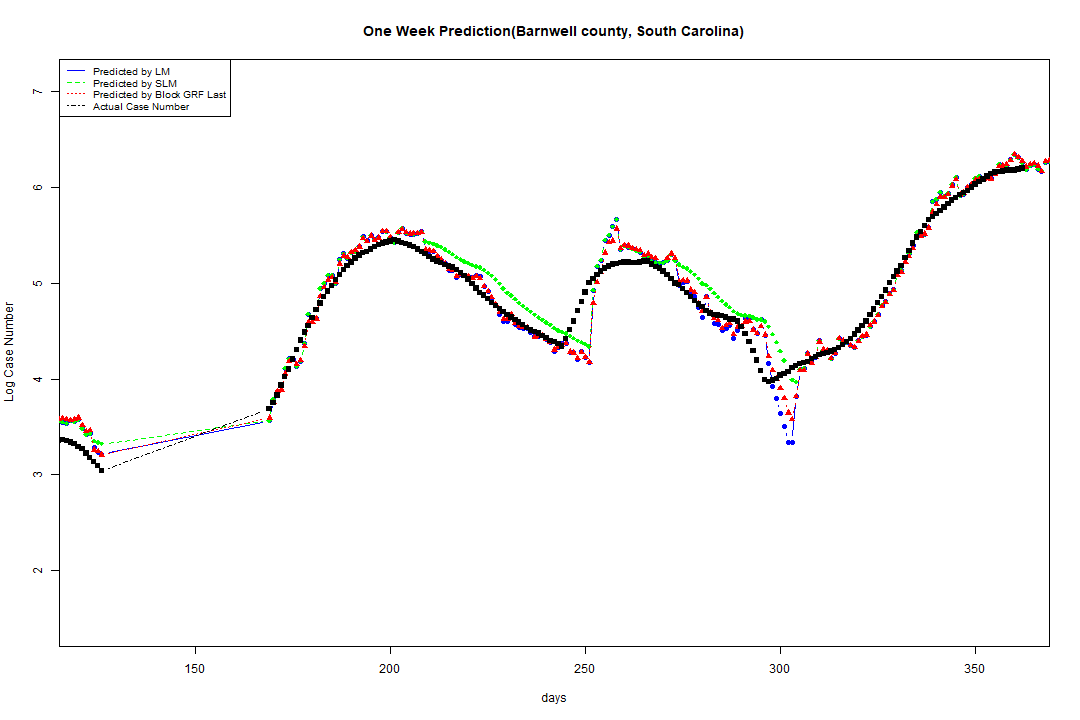 One Week Prediction(Barnwell county, South Carolina)
Predicted by LM
Predicted by SLM
Predicted by Block GRF Last
Actual Case Number
7
6
5
4
3
2
Log Case Number
150 200 250 300 350
days